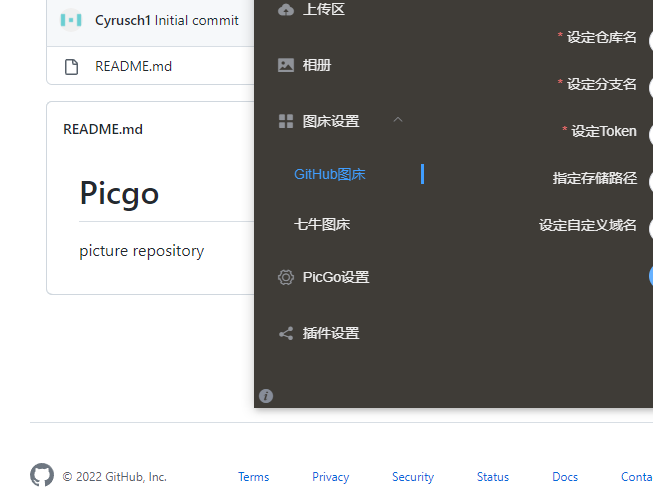 Cyrusch1 Initial commit
README.md
README.md
Picgo
picture repository
上传区
相册
图床设置
GitHub图床
七牛图床
PicGo设置
插件设置
* 设定仓库名
* 设定分支名
* 设定Token
指定存储路径
设定自定义域名
© 2022 GitHub, Inc.
Terms
Privacy
Security
Status
Docs
Conta